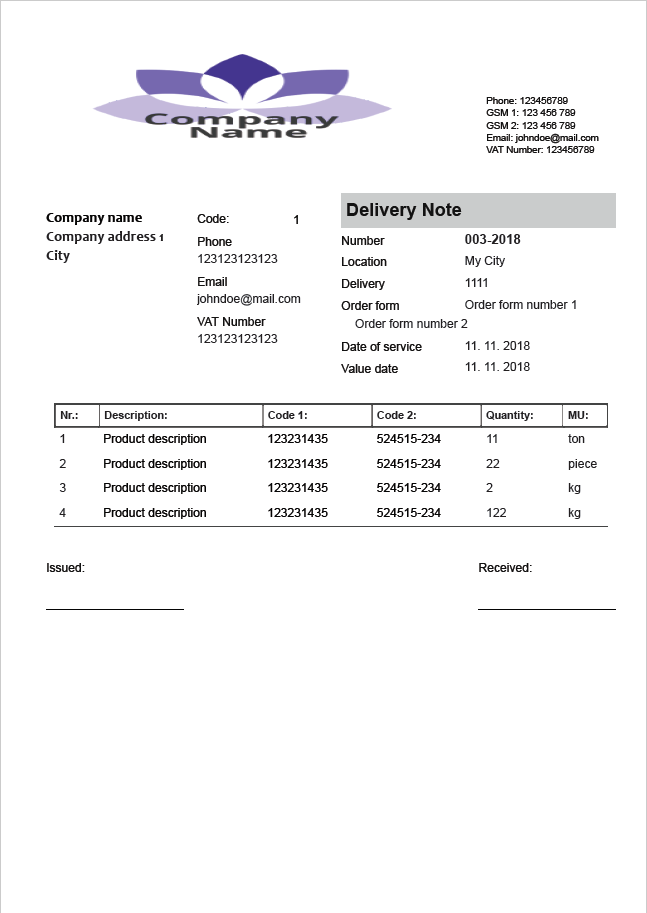 Company
Name
Phone: 123456789
GSM 1: 123 456 789
GSM 2: 123 456 789
Email: johndoe@mail.com
VAT Number: 123456789
Company name
Company address 1
City
Code: 1
Phone
123123123123
Email
johndoe@mail.com
VAT Number
123123123123
Delivery Note
Number 003-2018
Location My City
Delivery 1111
Order form Order form number 1
Order form number 2
Date of service 11. 11. 2018
Value date 11. 11. 2018
Nr.: Description: Code 1: Code 2: Quantity: MU:
1 Product description 123231435 524515-234 11 ton
2 Product description 123231435 524515-234 22 piece
3 Product description 123231435 524515-234 2 kg
4 Product description 123231435 524515-234 122 kg
Issued: Received: